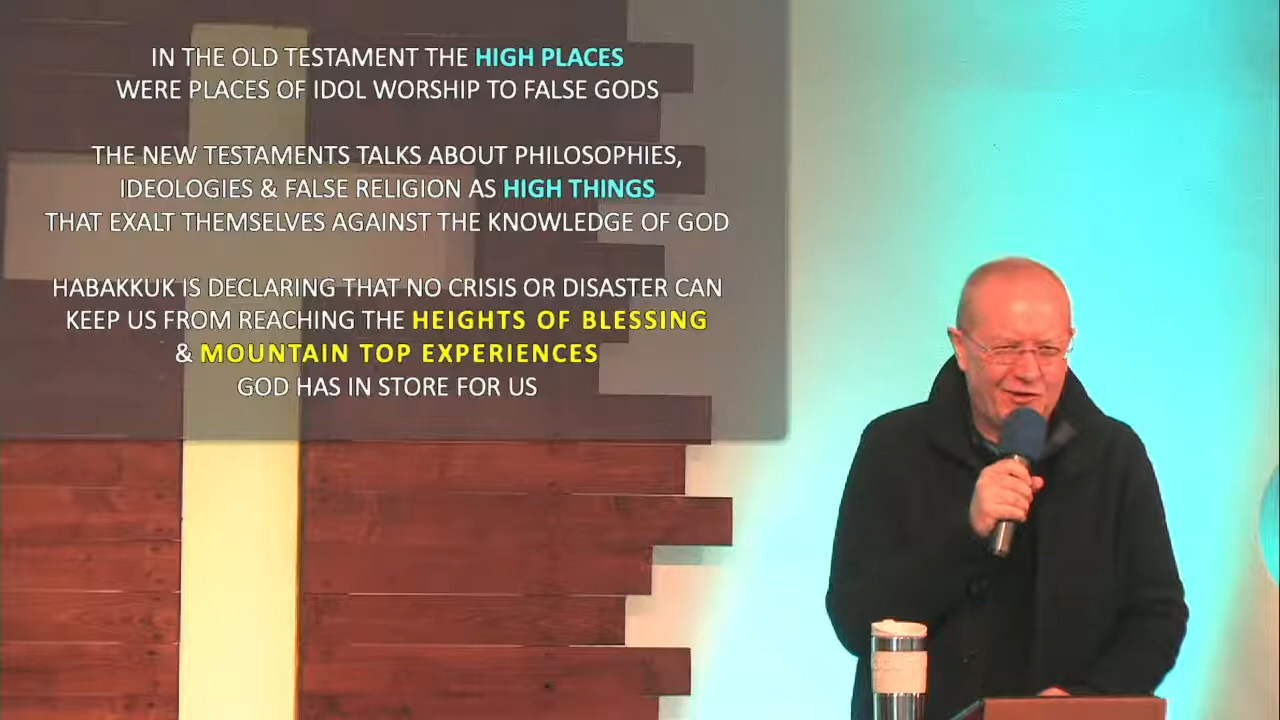 IN THE OLD TESTAMENT THE HIGH PLACES
WERE PLACES OF IDOL WORSHIP TO FALSE GODS
THE NEW TESTAMENTS TALKS ABOUT PHILOSOPHIES,
IDEOLOGIES & FALSE RELIGION AS HIGH THINGS
THAT EXALT THEMSELVES AGAINST THE KNOWLEDGE OF GOD
HABAKKUK IS DECLARING THAT NO CRISIS OR DISASTER CAN
KEEP US FROM REACHING THE HEIGHTS OF BLESSING
& MOUNTAIN TOP EXPERIENCES
GOD HAS IN STORE FOR US